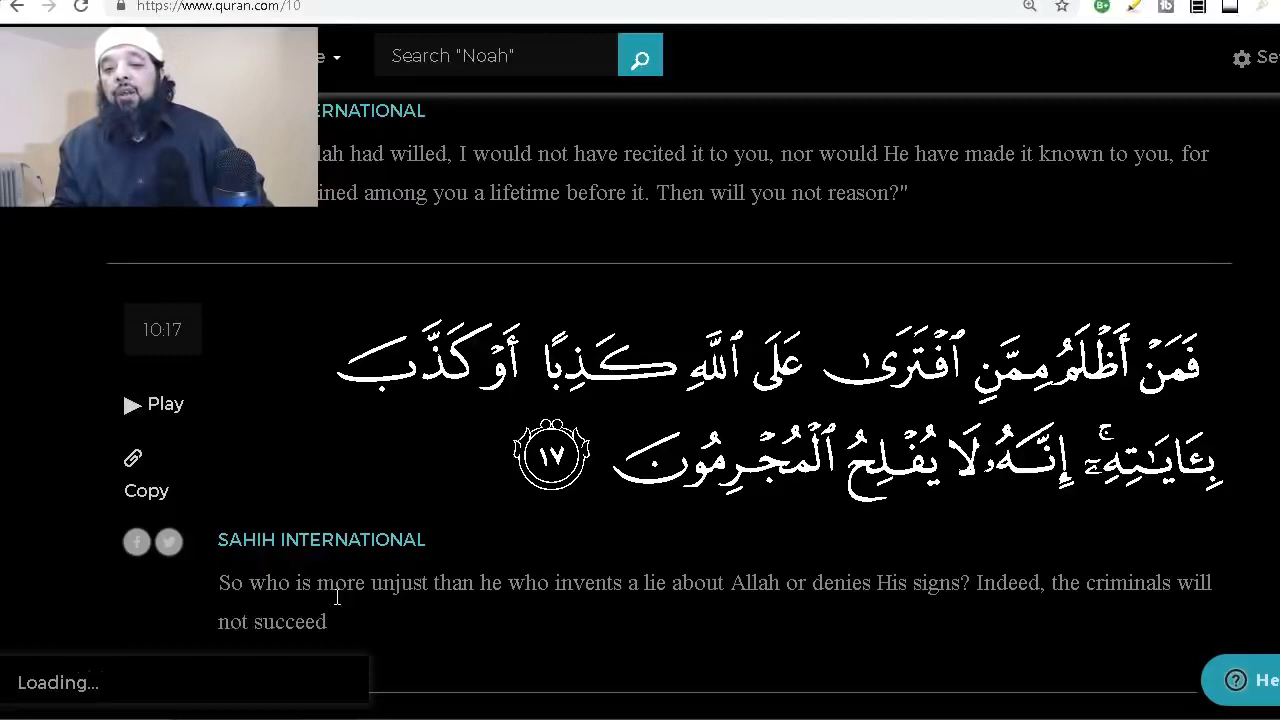 https://www.quran.com/10
Search "Noah"
ERNATIONAL
lah had willed, I would not have recited it to you, nor would He have made it known to you, for
ined among you a lifetime before it. Then will you not reason?"
10:17
فَمَنْ أَظْلَمُ مِمَّنِ ٱفْتَرَىٰ عَلَى ٱللَّهِ كَذِبًا أَوْ كَذَّبَ
بِـَٔايَـٰتِهِۦٓ ۚ إِنَّهُۥ لَا يُفْلِحُ ٱلْمُجْرِمُونَ ١٧
Play
Copy
SAHIH INTERNATIONAL
So who is more unjust than he who invents a lie about Allah or denies His signs? Indeed, the criminals will
not succeed
Loading...